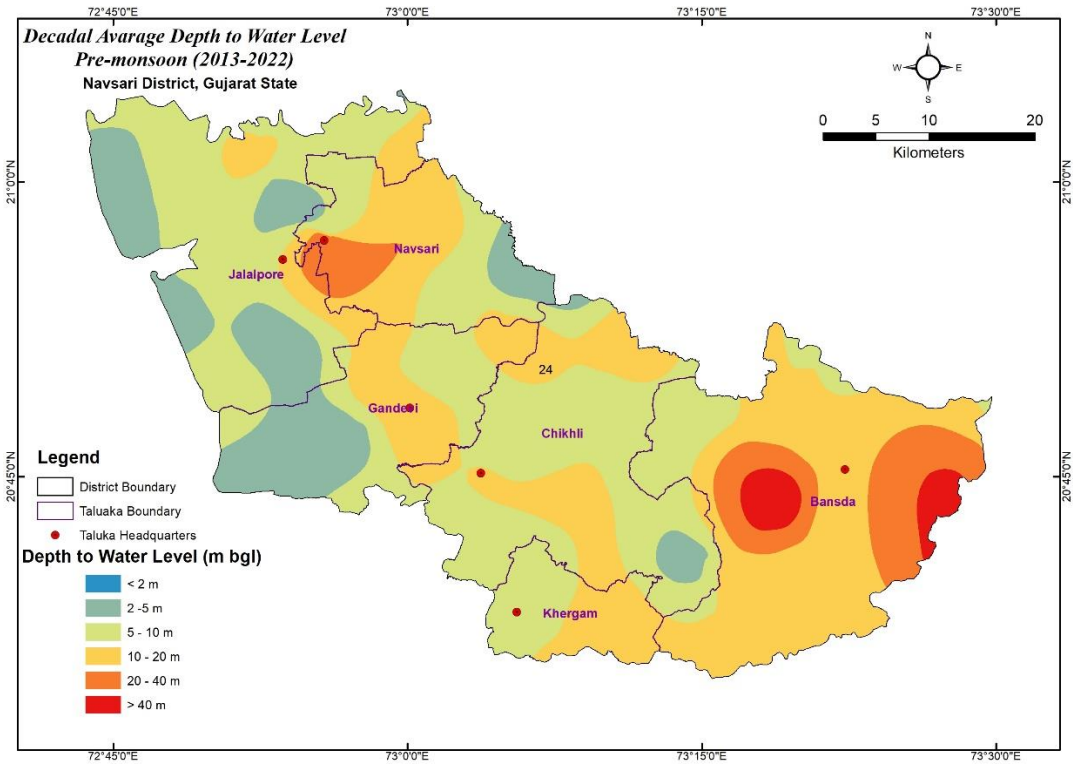 72°45'0"E
73°0'0"E
73°15'0"E
73°30'0"E
Decadal Avarage Depth to Water Level
Pre-monsoon (2013-2022)
Navsari District, Gujarat State
N
W
E
S
0
5
10
20
Kilometers
21°0'0"N
21°0'0"N
Navsari
Jalalpore
24
Gandevi
Chikhli
Bansda
Khergam
20°45'0"N
20°45'0"N
Legend
District Boundary
Taluaka Boundary
Taluka Headquarters
Depth to Water Level (m bgl)
< 2 m
2 -5 m
5 - 10 m
10 - 20 m
20 - 40 m
> 40 m
72°45'0"E
73°0'0"E
73°15'0"E
73°30'0"E